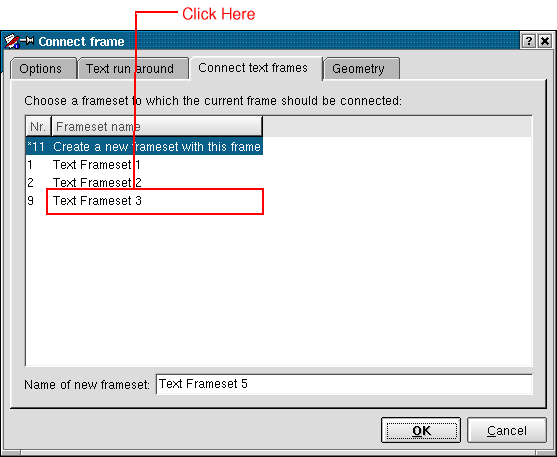 Click Here
Connect frame
Options Text run around Connect text frames Geometry
Choose a frameset to which the current frame should be connected:
Nr. Frameset name
*11 Create a new frameset with this frame
1 Text Frameset 1
2 Text Frameset 2
9 Text Frameset 3
Name of new frameset: Text Frameset 5
OK Cancel